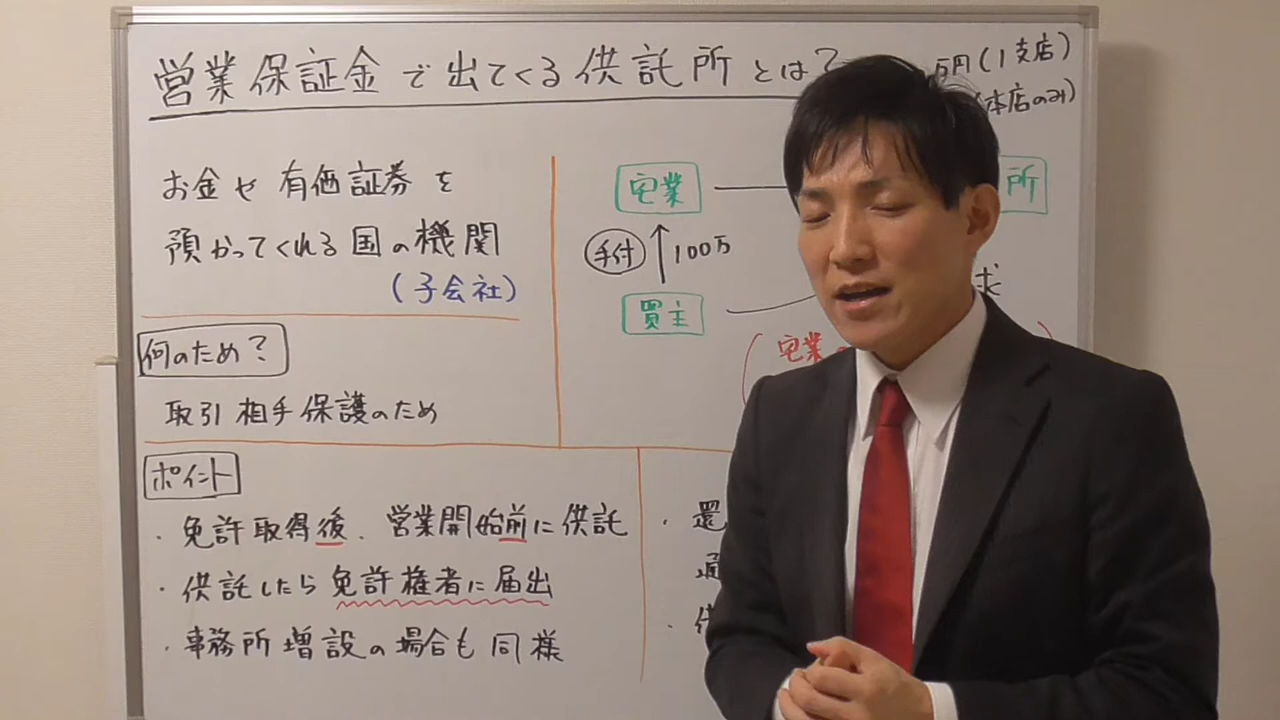 営業保証金で出てくる供託所とは?
万円(1支店)
(本店のみ)
お金や有価証券を
預かってくれる国の機関
(子会社)
何のため?
取引相手保護のため
宅業
所
手付
100万
買主
求
(宅業
)
ポイント
・免許取得後、営業開始前に供託
・供託したら免許権者に届出
・事務所増設の場合も同様
・還
通
・供